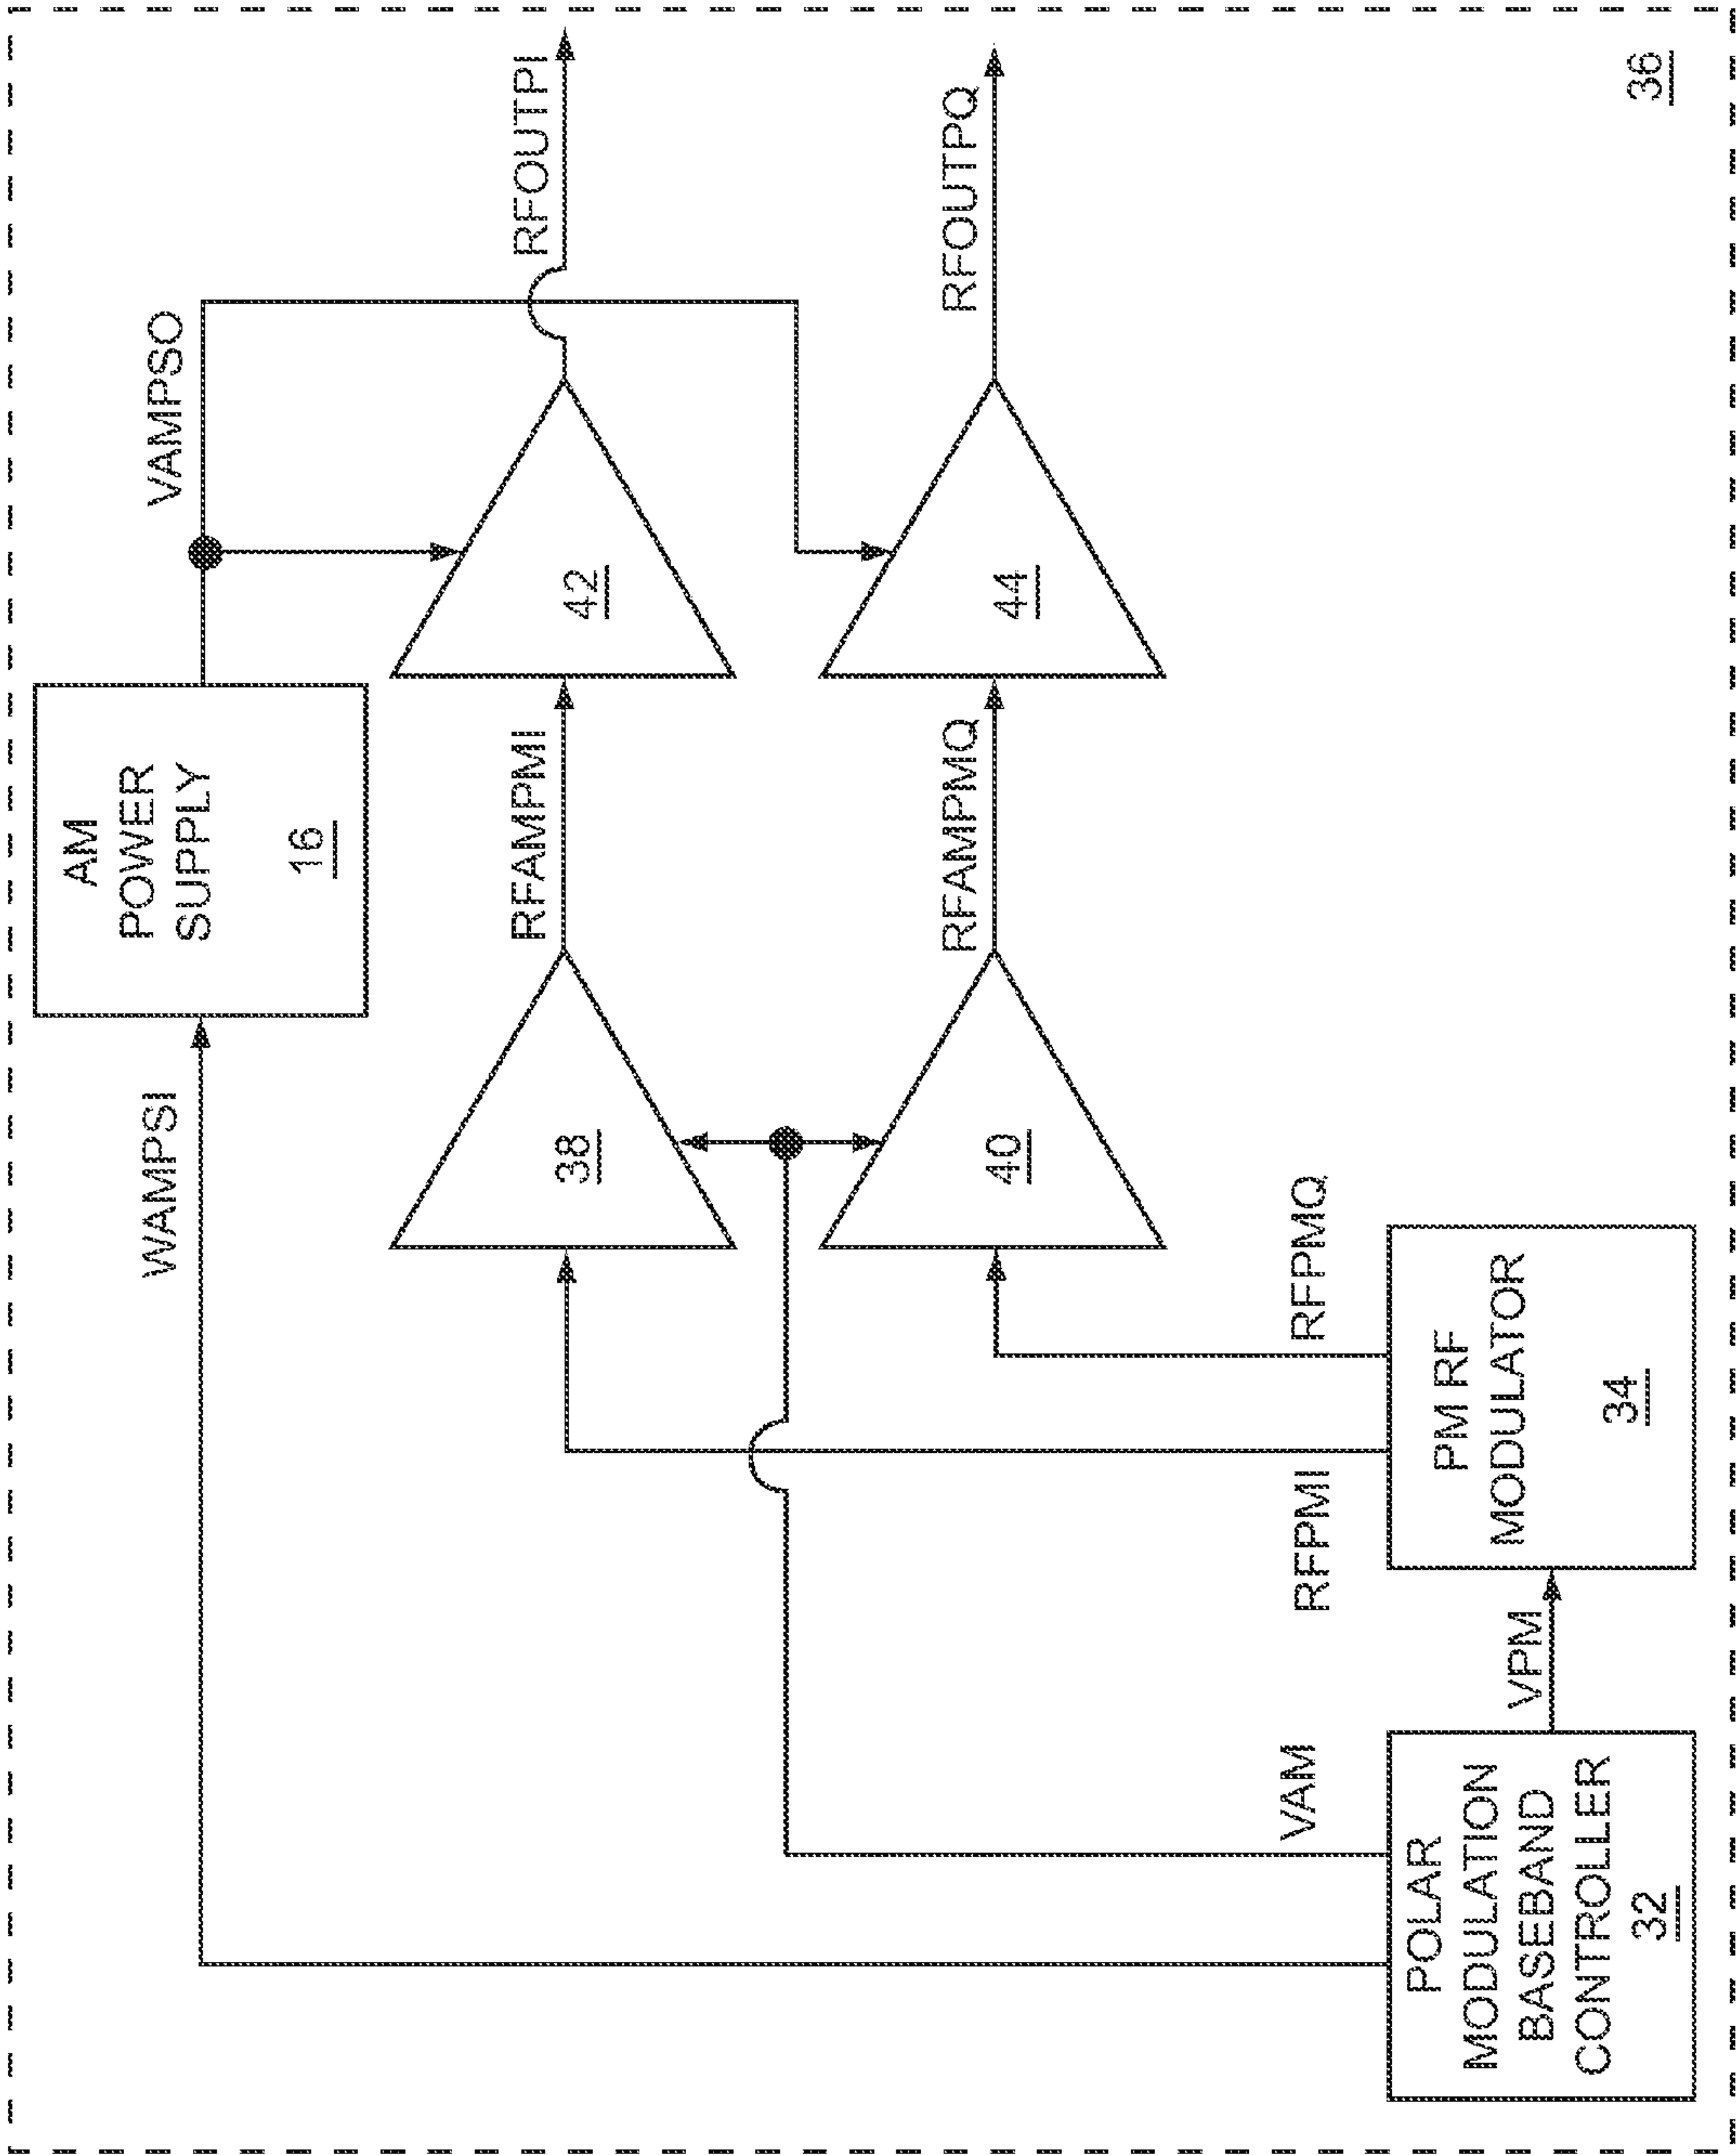 WAMPSI
AM
POWER
SUPPLY
16
VAMPSO
38
RFAMPMI
42
RFOUTPI
40
RFAMPMQ
44
RFOUTPQ
VAM
RFPMI
RFPMQ
POLAR
MODULATION
BASEBAND
CONTROLLER
32
VPM
PM RF
MODULATOR
34
36